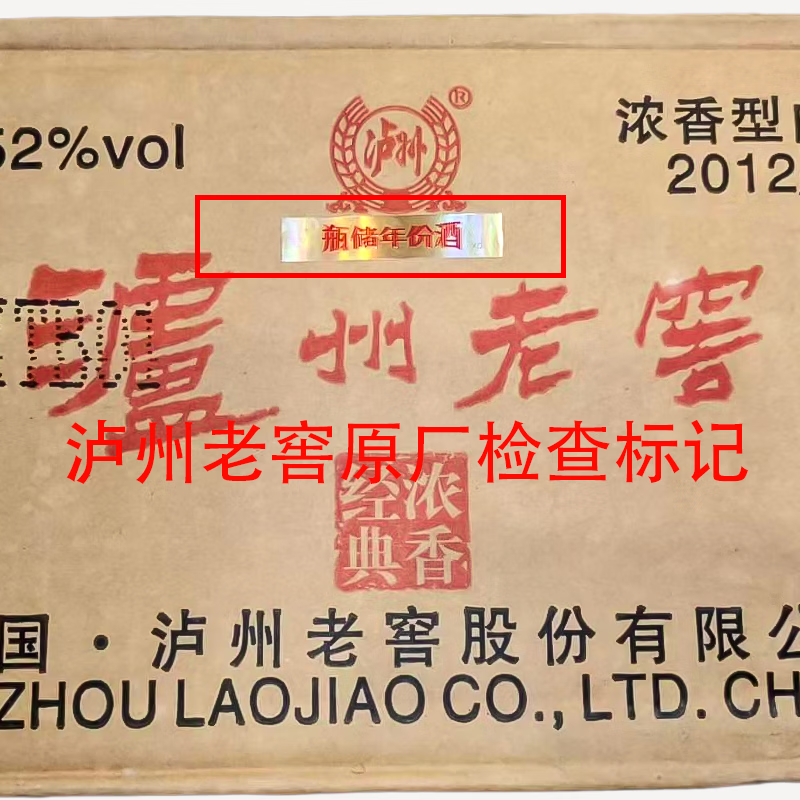 52%vol
泸州
®
浓香型白
2012
瓶储年份酒
瀘州老窖
泸州老窖原厂检查标记
浓香
经典
国·泸州老窖股份有限公
ZHOU LAOJIAO CO., LTD. CH